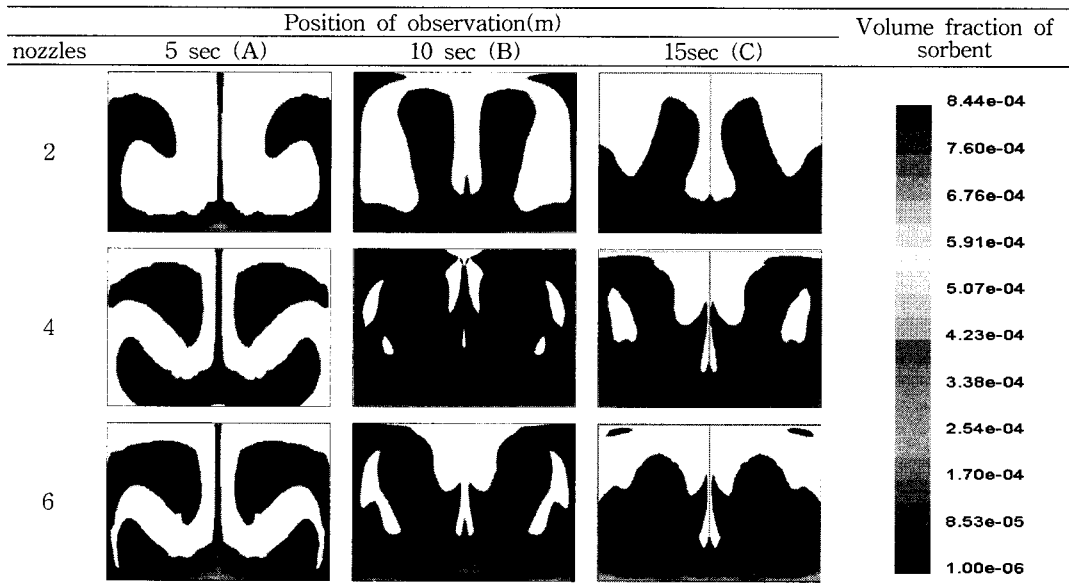 Position of observation(m)
Volume fraction of
sorbent
nozzles 5 sec (A) 10 sec (B) 15sec (C)
2
4
6
8.44e-04
7.60e-04
6.76e-04
5.91e-04
5.07e-04
4.23e-04
3.38e-04
2.54e-04
1.70e-04
8.53e-05
1.00e-06